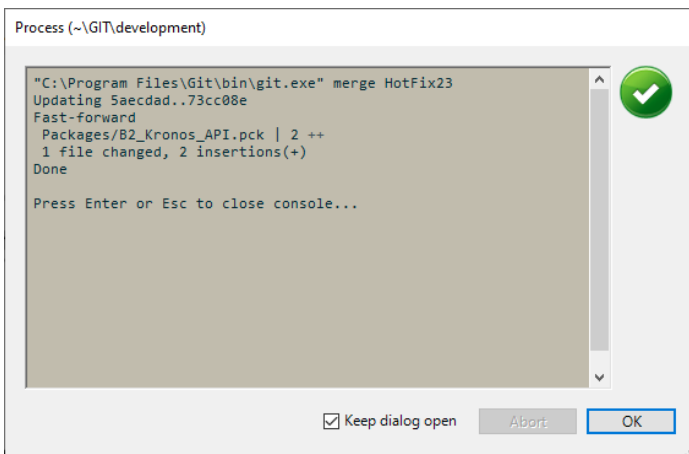 Process (~\GIT\development)
"C:\Program Files\Git\bin\git.exe" merge HotFix23
Updating 5aecdad..73cc08e
Fast-forward
Packages/B2_Kronos_API.pck | 2 ++
1 file changed, 2 insertions(+)
Done
Press Enter or Esc to close console...
Keep dialog open
Abort
OK